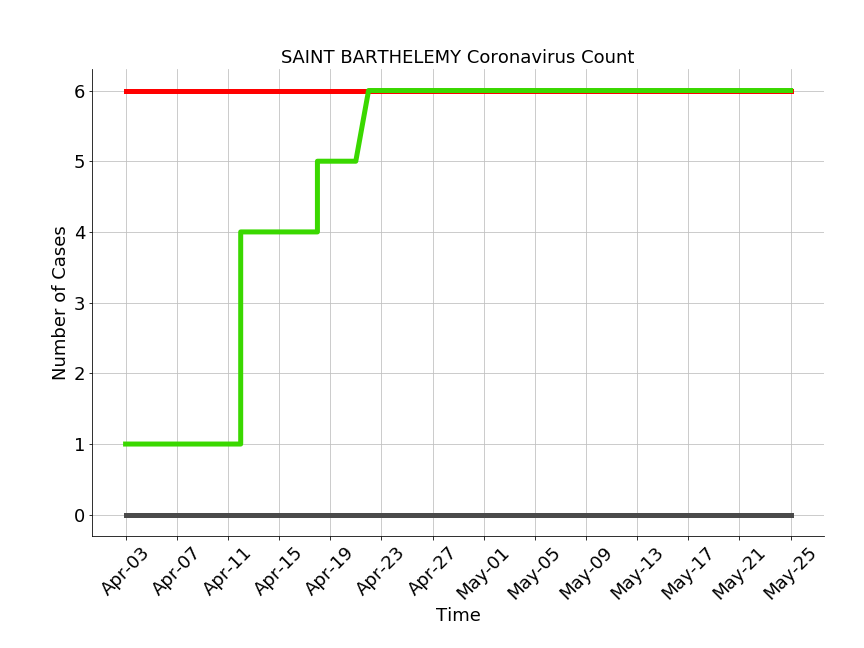 SAINT BARTHELEMY Coronavirus Count
Number of Cases
6
5
4
3
2
1
0
Apr-03
Apr-07
Apr-11
Apr-15
Apr-19
Apr-23
Apr-27
May-01
May-05
May-09
May-13
May-17
May-21
May-25
Time